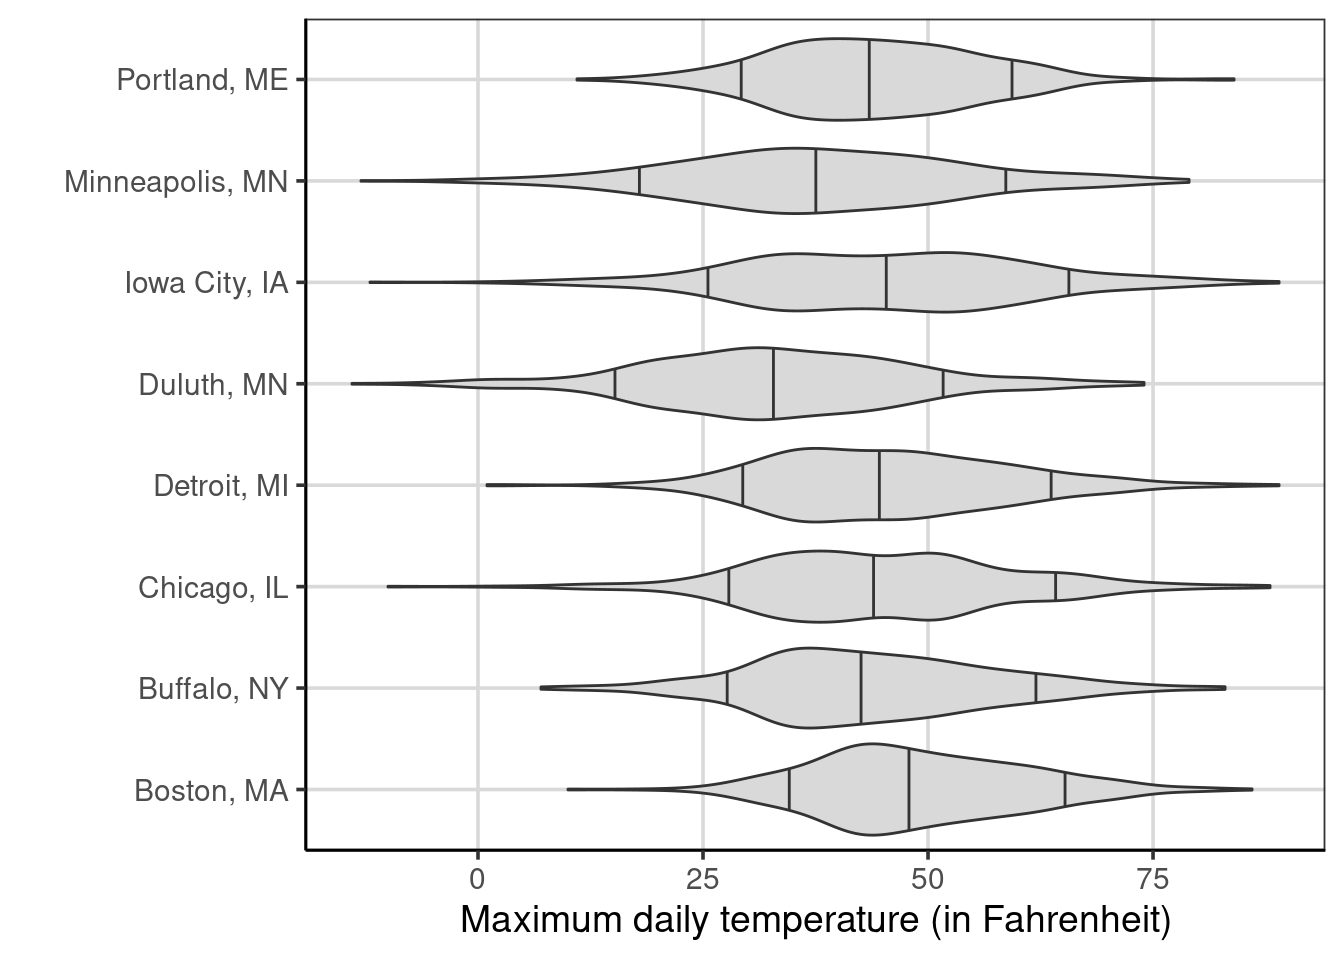 Portland, ME
Minneapolis, MN
Iowa City, IA
Duluth, MN
Detroit, MI
Chicago, IL
Buffalo, NY
Boston, MA
0 25 50 75
Maximum daily temperature (in Fahrenheit)